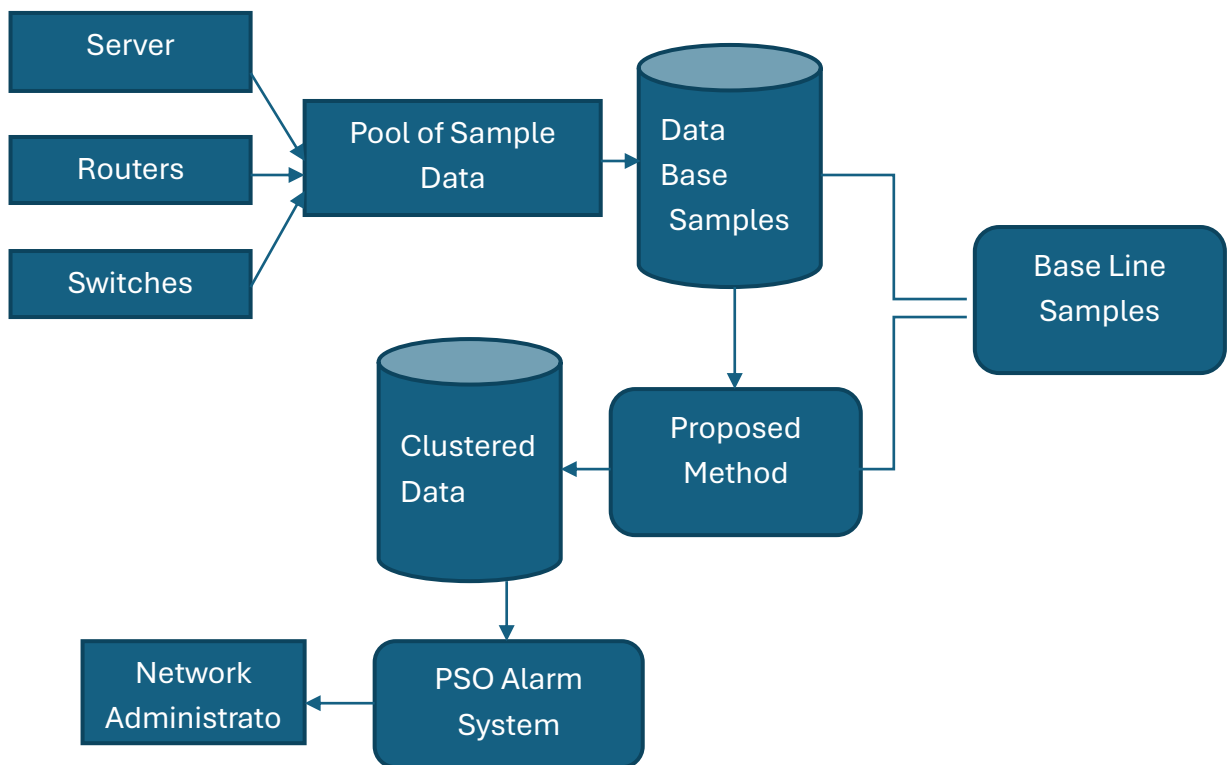 Server
Routers
Switches
Pool of Sample
Data
Data
Base
Samples
Base Line
Samples
Proposed
Method
Clustered
Data
PSO Alarm
System
Network
Administrato